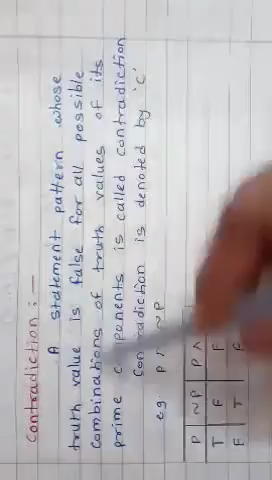 Contradiction : —
A statement pattern whose
truth value is false for all possible
combinations of truth values of its
prime c ponents is called contradiction
Contradiction is denoted by 'c'
eg. P ∧ ~P
P ~P P ∧
T F F
F T F